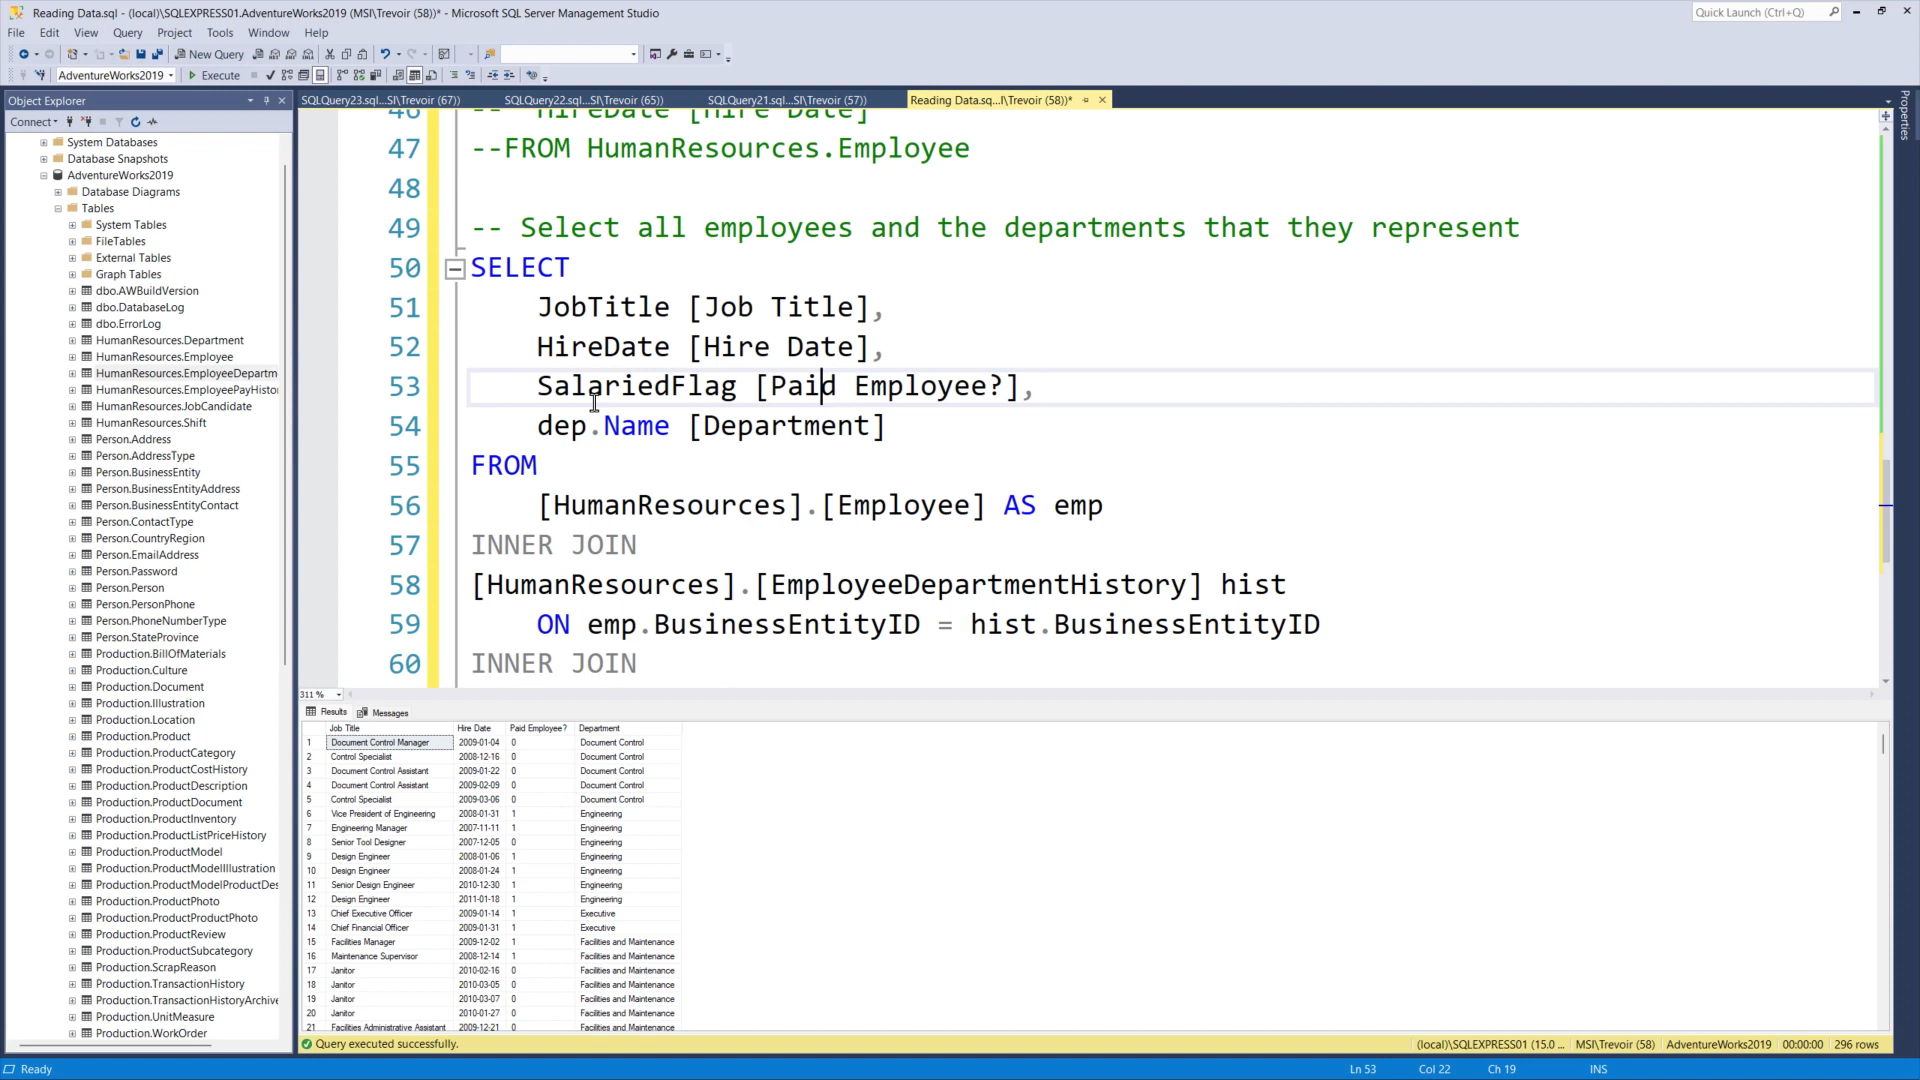 Reading Data.sql - (local)\SQLEXPRESS01.AdventureWorks2019 (MSI\Trevoir (58))* - Microsoft SQL Server Management Studio
Quick Launch (Ctrl+Q)
File Edit View Query Project Tools Window Help
New Query
AdventureWorks2019 Execute
Object Explorer
Connect
System Databases
Database Snapshots
AdventureWorks2019
Database Diagrams
Tables
System Tables
FileTables
External Tables
Graph Tables
dbo.AWBuildVersion
dbo.DatabaseLog
dbo.ErrorLog
HumanResources.Department
HumanResources.Employee
HumanResources.EmployeeDepartm
HumanResources.EmployeePayHistor
HumanResources.JobCandidate
HumanResources.Shift
Person.Address
Person.AddressType
Person.BusinessEntity
Person.BusinessEntityAddress
Person.BusinessEntityContact
Person.ContactType
Person.CountryRegion
Person.EmailAddress
Person.Password
Person.Person
Person.PersonPhone
Person.PhoneNumberType
Person.StateProvince
Production.BillOfMaterials
Production.Culture
Production.Document
Production.Illustration
Production.Location
Production.Product
Production.ProductCategory
Production.ProductCostHistory
Production.ProductDescription
Production.ProductDocument
Production.ProductInventory
Production.ProductListPriceHistory
Production.ProductModel
Production.ProductModelIllustration
Production.ProductModelProductDes
Production.ProductPhoto
Production.ProductProductPhoto
Production.ProductReview
Production.ProductSubcategory
Production.ScrapReason
Production.TransactionHistory
Production.TransactionHistoryArchive
Production.UnitMeasure
Production.WorkOrder
SQLQuery23.sql...SI\Trevoir (67)) SQLQuery22.sql...SI\Trevoir (65)) SQLQuery21.sql...SI\Trevoir (57)) Reading Data.sq...I\Trevoir (58))*
Properties
46 -- HireDate [Hire Date]
47 --FROM HumanResources.Employee
48
49 -- Select all employees and the departments that they represent
50 SELECT
51 JobTitle [Job Title],
52 HireDate [Hire Date],
53 SalariedFlag [Paid Employee?],
54 dep.Name [Department]
55 FROM
56 [HumanResources].[Employee] AS emp
57 INNER JOIN
58 [HumanResources].[EmployeeDepartmentHistory] hist
59 ON emp.BusinessEntityID = hist.BusinessEntityID
60 INNER JOIN
311 %
Results Messages
Job Title Hire Date Paid Employee? Department
1 Document Control Manager 2009-01-04 0 Document Control
2 Control Specialist 2008-12-16 0 Document Control
3 Document Control Assistant 2009-01-22 0 Document Control
4 Document Control Assistant 2009-02-09 0 Document Control
5 Control Specialist 2009-03-06 0 Document Control
6 Vice President of Engineering 2008-01-31 1 Engineering
7 Engineering Manager 2007-11-11 1 Engineering
8 Senior Tool Designer 2007-12-05 0 Engineering
9 Design Engineer 2008-01-06 1 Engineering
10 Design Engineer 2008-01-24 1 Engineering
11 Senior Design Engineer 2010-12-30 1 Engineering
12 Design Engineer 2011-01-18 1 Engineering
13 Chief Executive Officer 2009-01-14 1 Executive
14 Chief Financial Officer 2009-01-31 1 Executive
15 Facilities Manager 2009-12-02 1 Facilities and Maintenance
16 Maintenance Supervisor 2008-12-14 1 Facilities and Maintenance
17 Janitor 2010-02-16 0 Facilities and Maintenance
18 Janitor 2010-03-05 0 Facilities and Maintenance
19 Janitor 2010-03-07 0 Facilities and Maintenance
20 Janitor 2010-01-27 0 Facilities and Maintenance
21 Facilities Administrative Assistant 2009-12-21 0 Facilities and Maintenance
Query executed successfully. (local)\SQLEXPRESS01 (15.0 ... MSI\Trevoir (58) AdventureWorks2019 00:00:00 296 rows
Ready Ln 53 Col 22 Ch 19 INS